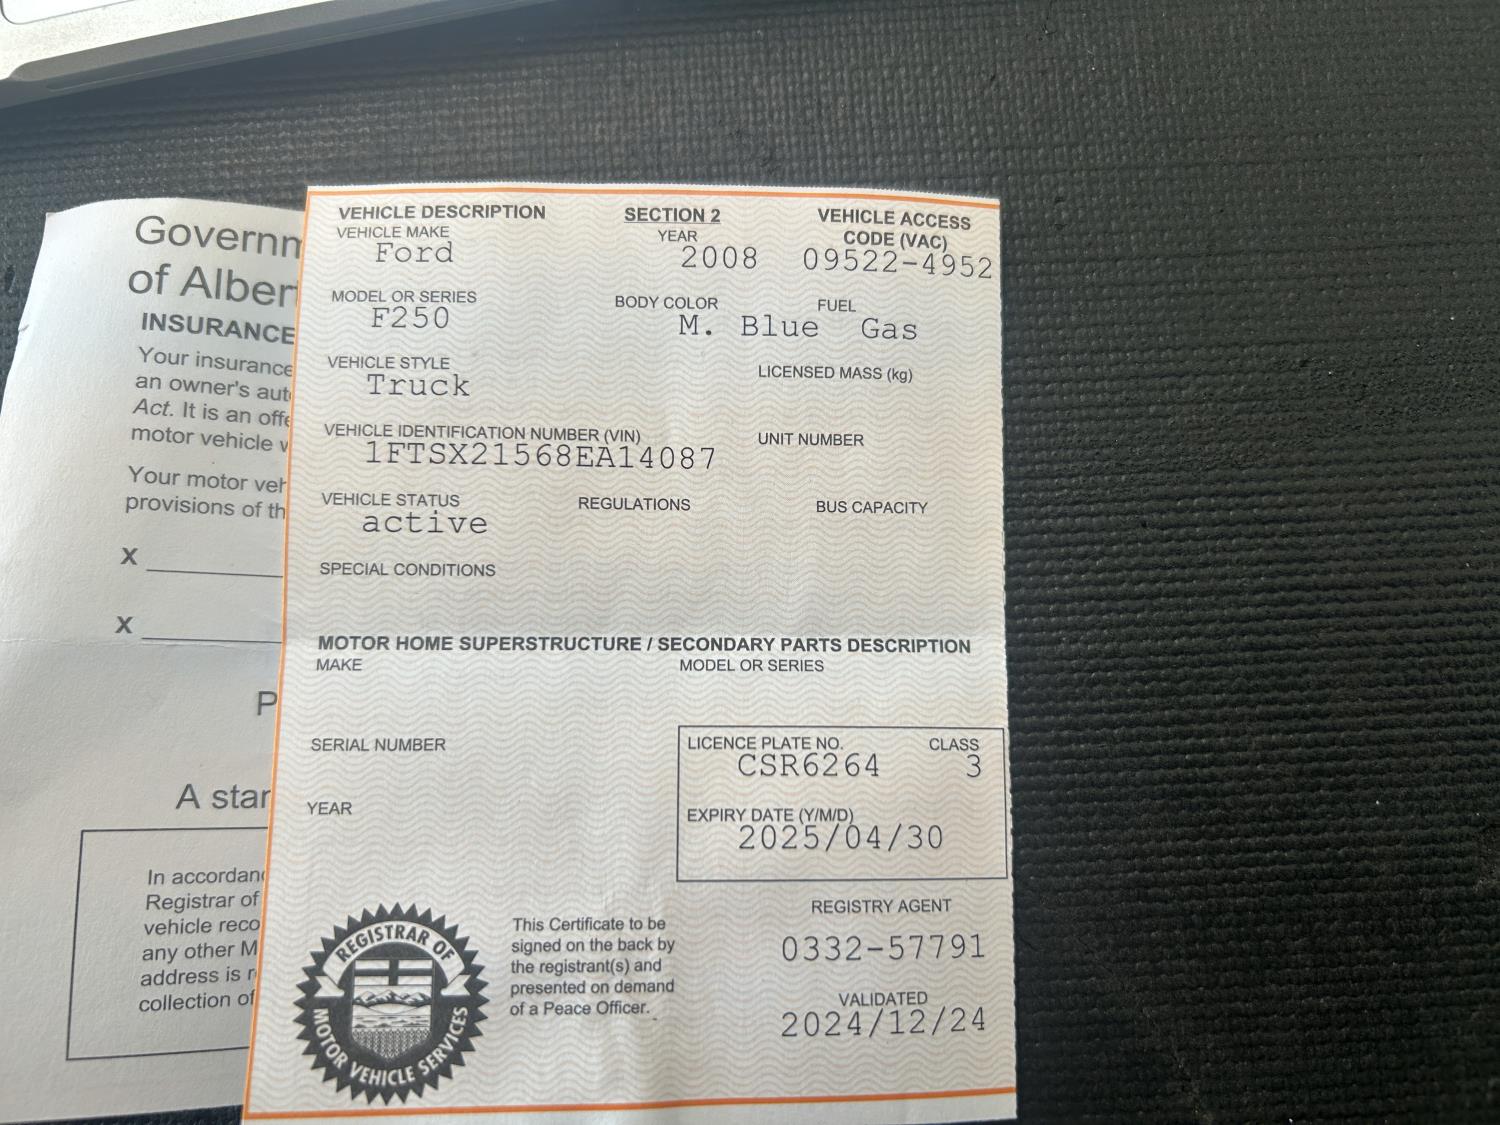 Governm
of Alber
INSURANCE
Your insurance
an owner's aut
Act. It is an offe
motor vehicle w
Your motor veh
provisions of th
X
X
P
A star
In accordanc
Registrar of
vehicle reco
any other M
address is r
collection of
VEHICLE DESCRIPTION SECTION 2 VEHICLE ACCESS
CODE (VAC)
VEHICLE MAKE YEAR
Ford 2008 09522-4952
MODEL OR SERIES BODY COLOR FUEL
F250 M. Blue Gas
VEHICLE STYLE LICENSED MASS (kg)
Truck
VEHICLE IDENTIFICATION NUMBER (VIN) UNIT NUMBER
1FTSX21568EA14087
VEHICLE STATUS REGULATIONS BUS CAPACITY
active
SPECIAL CONDITIONS
MOTOR HOME SUPERSTRUCTURE / SECONDARY PARTS DESCRIPTION
MAKE MODEL OR SERIES
SERIAL NUMBER
YEAR
LICENCE PLATE NO. CLASS
CSR6264 3
EXPIRY DATE (Y/M/D)
2025/04/30
REGISTRY AGENT
0332-57791
VALIDATED
2024/12/24
This Certificate to be
signed on the back by
the registrant(s) and
presented on demand
of a Peace Officer.
REGISTRAR OF
MOTOR VEHICLE SERVICES